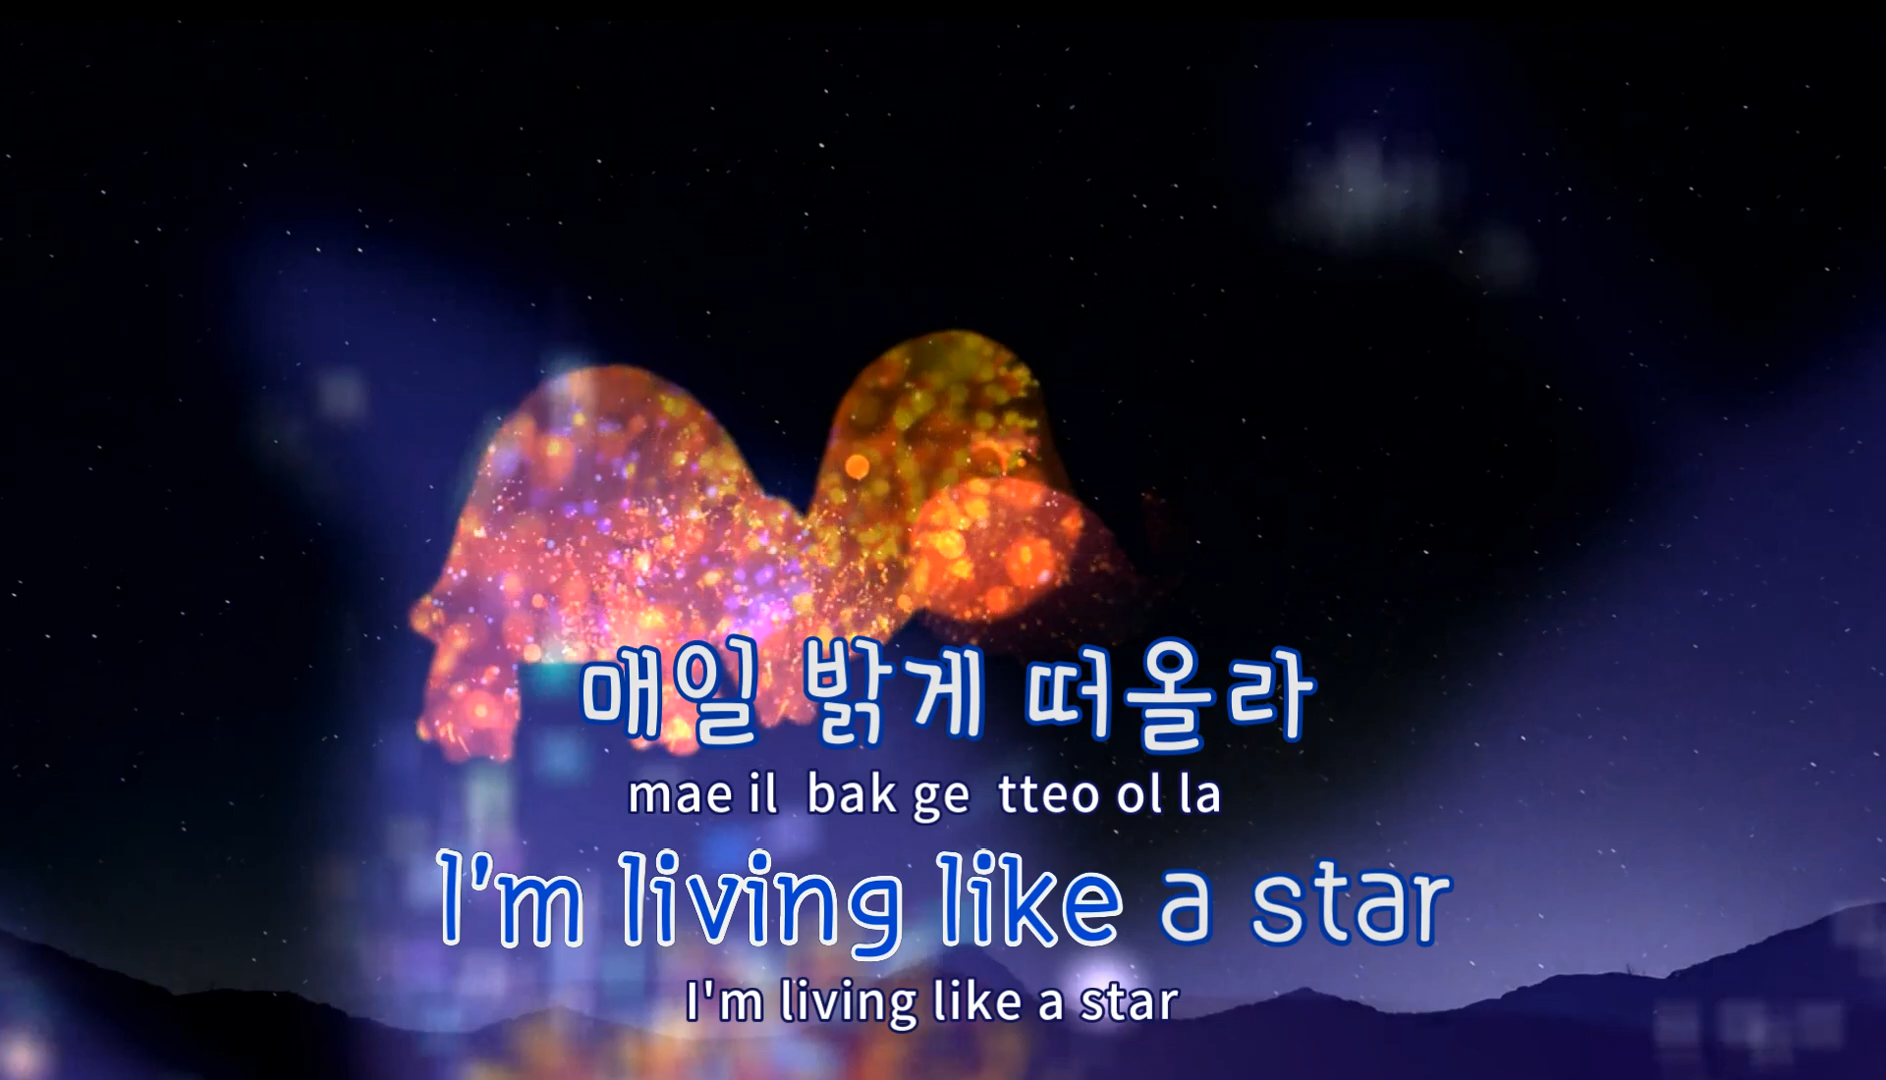 매일 밝게 떠올라
mae il bak ge tteo ol la
I'm living like a star
I'm living like a star